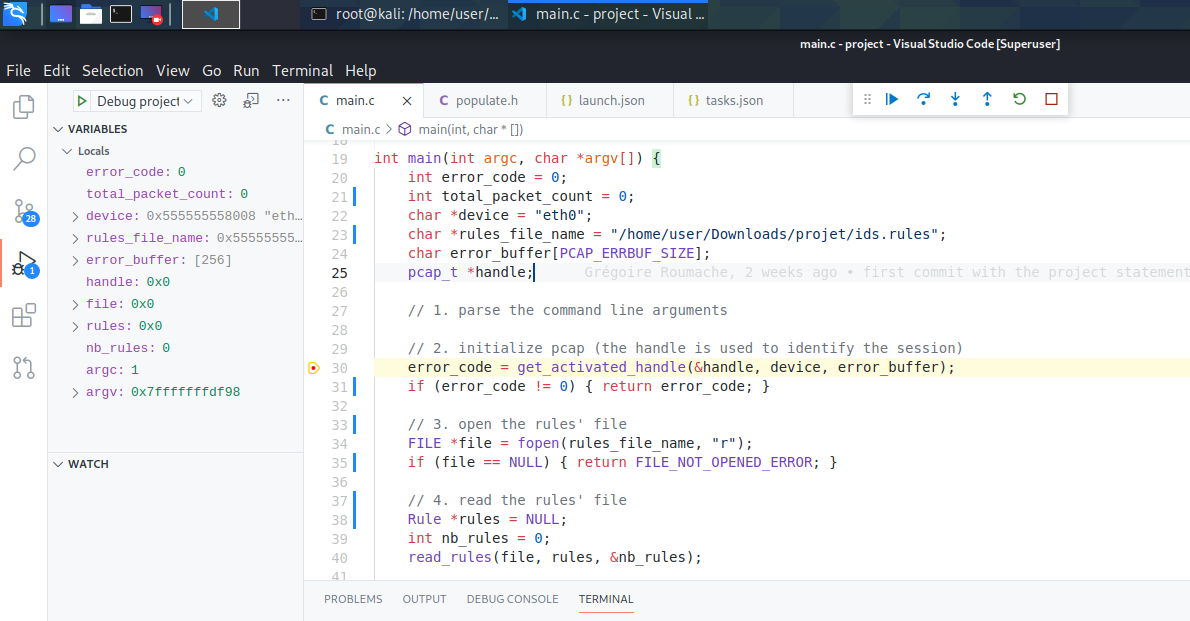 root@kali: /home/user/...
main.c - project - Visual ...
main.c - project - Visual Studio Code [Superuser]
File Edit Selection View Go Run Terminal Help
Debug project
main.c
populate.h
launch.json
tasks.json
VARIABLES
Locals
error_code: 0
total_packet_count: 0
device: 0x555555558008 "eth...
rules_file_name: 0x55555555...
error_buffer: [256]
handle: 0x0
file: 0x0
rules: 0x0
nb_rules: 0
argc: 1
argv: 0x7fffffffdf98
WATCH
28
1
C main.c > main(int, char * [])
18
19 int main(int argc, char *argv[]) {
20 int error_code = 0;
21 int total_packet_count = 0;
22 char *device = "eth0";
23 char *rules_file_name = "/home/user/Downloads/projet/ids.rules";
24 char error_buffer[PCAP_ERRBUF_SIZE];
25 pcap_t *handle; Grégoire Roumache, 2 weeks ago • first commit with the project statement
26
27 // 1. parse the command line arguments
28
29 // 2. initialize pcap (the handle is used to identify the session)
30 error_code = get_activated_handle(&handle, device, error_buffer);
31 if (error_code != 0) { return error_code; }
32
33 // 3. open the rules' file
34 FILE *file = fopen(rules_file_name, "r");
35 if (file == NULL) { return FILE_NOT_OPENED_ERROR; }
36
37 // 4. read the rules' file
38 Rule *rules = NULL;
39 int nb_rules = 0;
40 read_rules(file, rules, &nb_rules);
41
PROBLEMS OUTPUT DEBUG CONSOLE TERMINAL